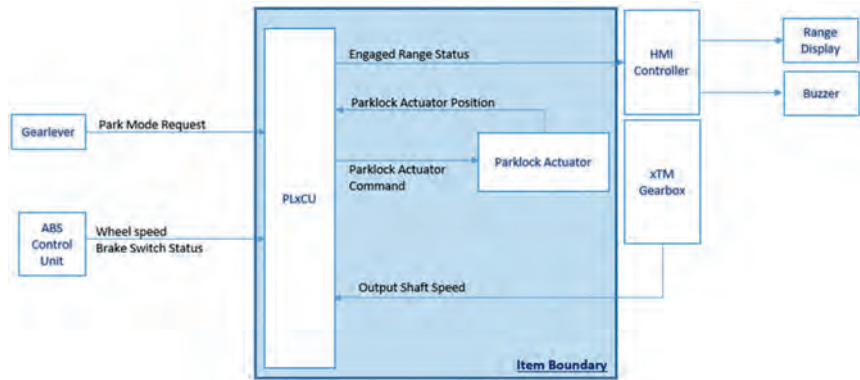 Engaged Range Status
HMI
Controller
Range
Display
Buzzer
Parklock Actuator Position
Gearlever
Park Mode Request
Parklock Actuator
xTM
Gearbox
Parklock Actuator
Command
PLxCU
ABS
Control
Unit
Wheel speed
Brake Switch Status
Output Shaft Speed
Item Boundary